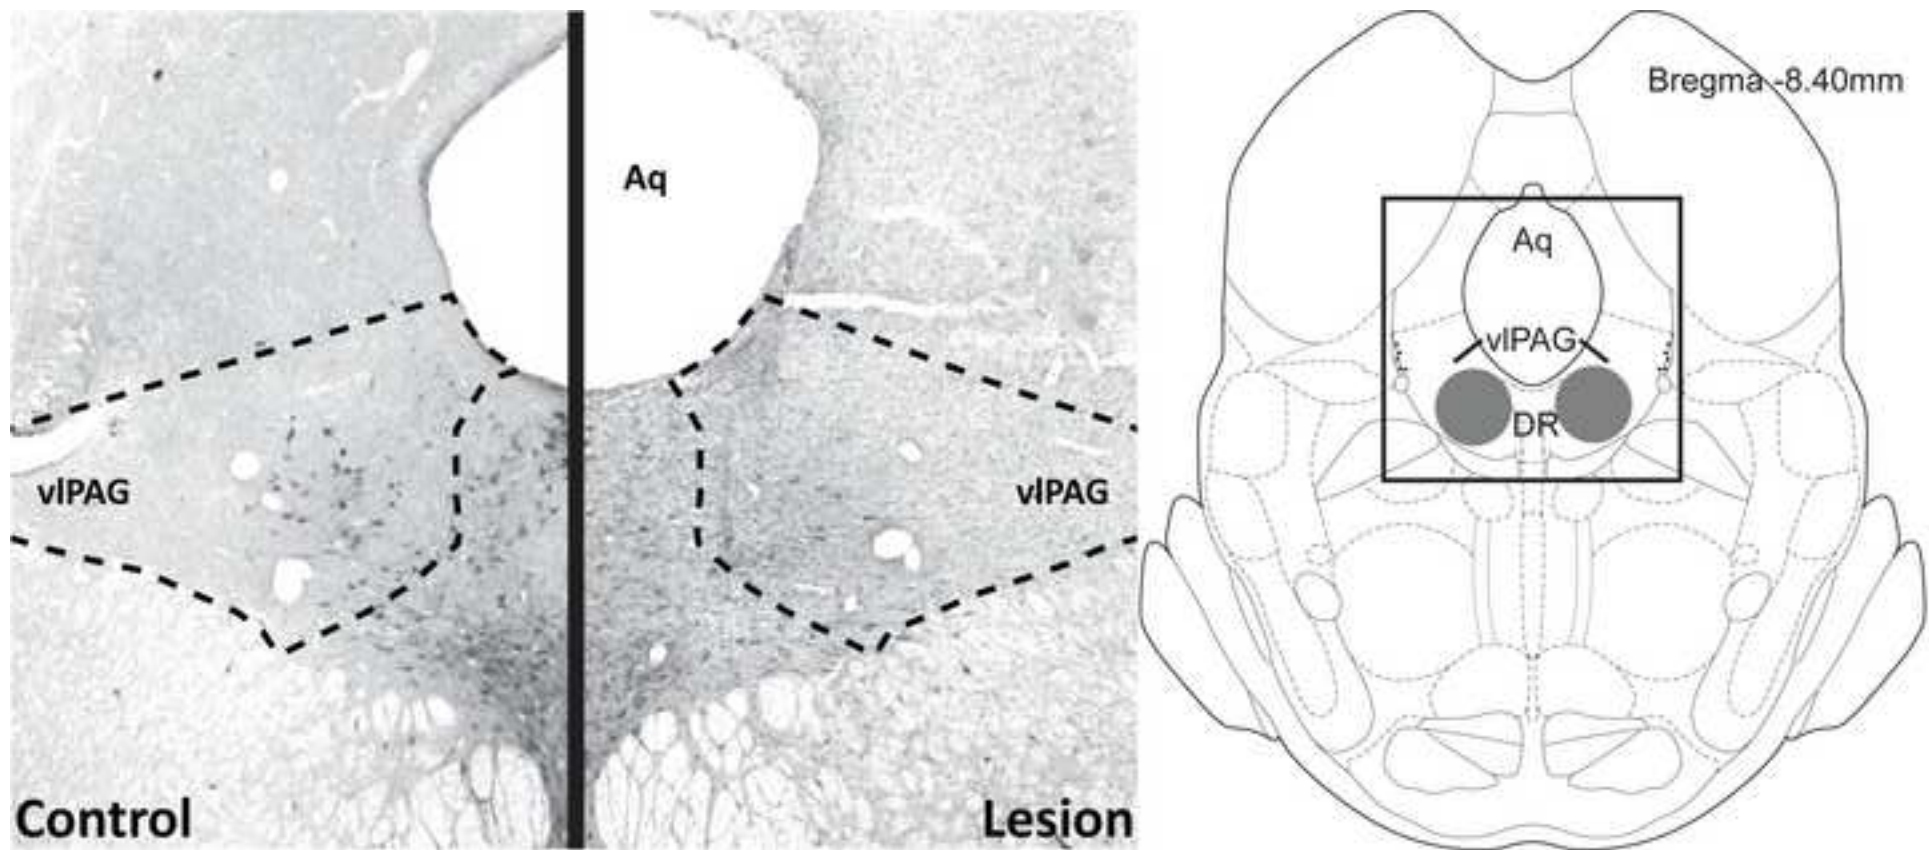 Aq
vlPAG
vlPAG
Control
Lesion
Bregma -8.40mm
Aq
vlPAG
DR